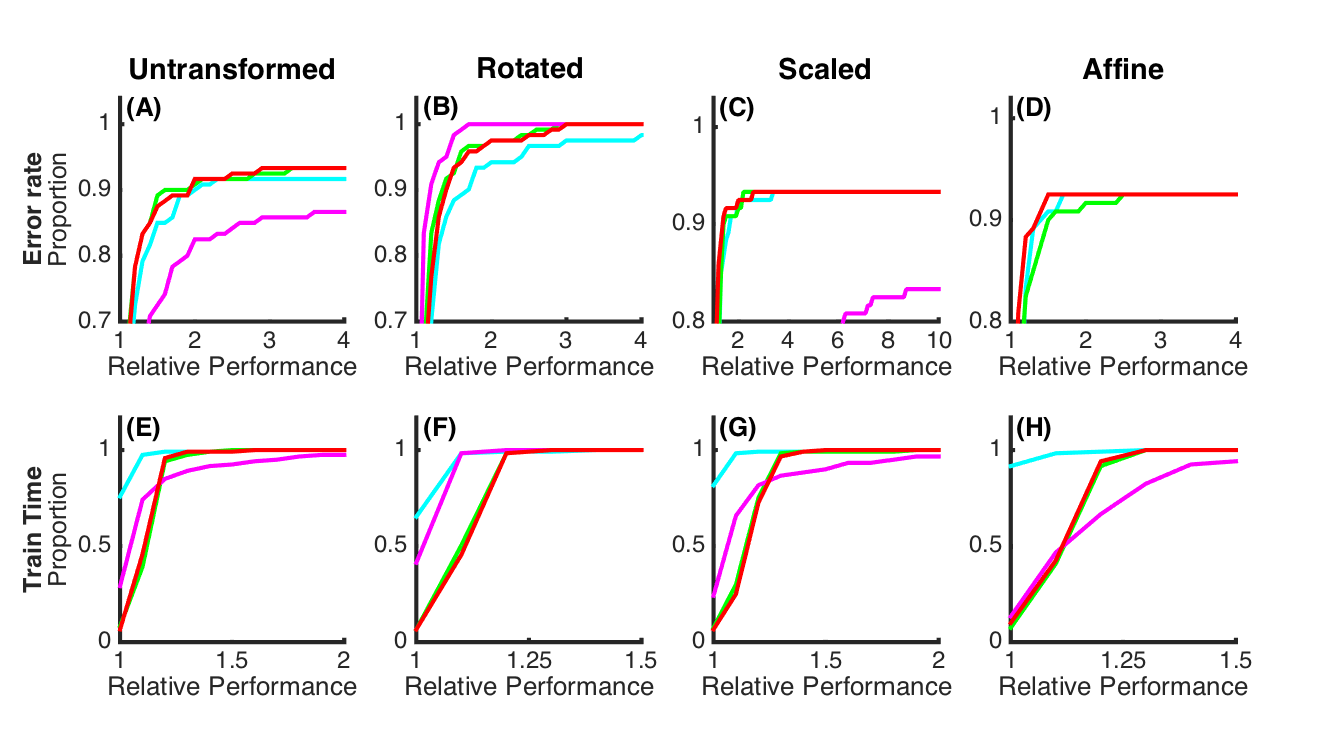 Untransformed Rotated Scaled Affine
(A) (B) (C) (D)
Error rate
Proportion
1 0.9 0.8 0.7
1 0.9 0.8 0.7
1 0.9 0.8
1 0.9 0.8
1 2 3 4 1 2 3 4 2 4 6 8 10 1 2 3 4
Relative Performance Relative Performance Relative Performance Relative Performance
(E) (F) (G) (H)
Train Time
Proportion
1 0.5 0
1 0.5 0
1 0.5 0
1 0.5 0
1 1.5 2 1 1.25 1.5 1 1.5 2 1 1.25 1.5
Relative Performance Relative Performance Relative Performance Relative Performance